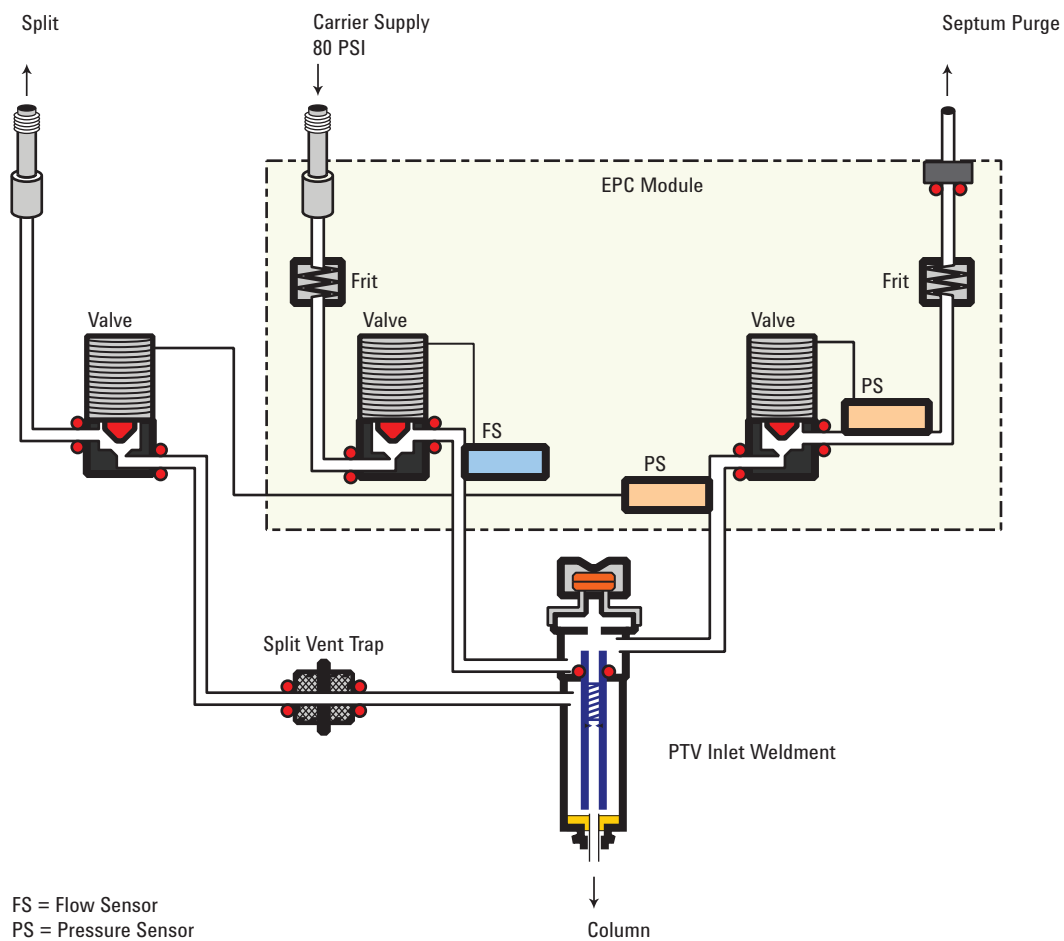 Split
Carrier Supply
80 PSI
Septum Purge
EPC Module
Frit
Frit
Valve
Valve
Valve
PS
FS
PS
Split Vent Trap
PTV Inlet Weldment
FS = Flow Sensor
PS = Pressure Sensor
Column